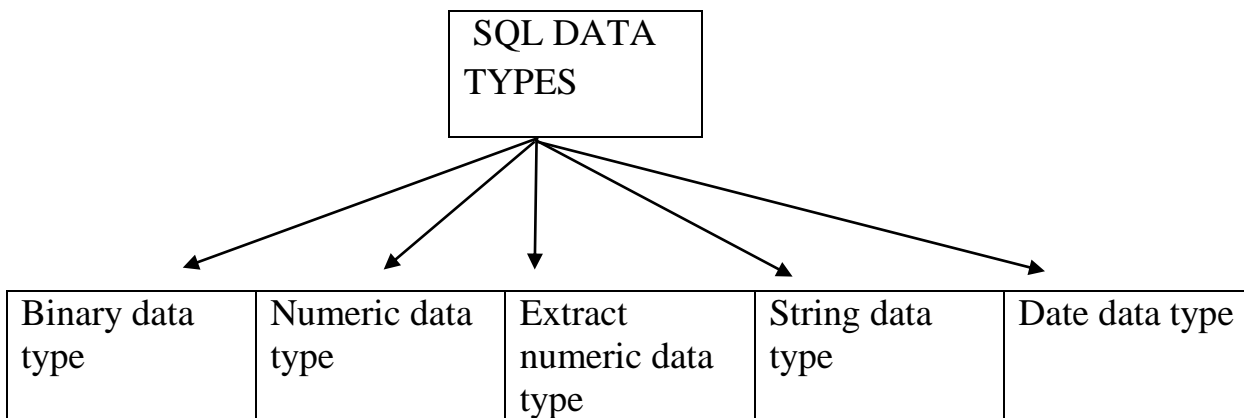 SQL DATA
TYPES
Binary data
type
Numeric data
type
Extract
numeric data
type
String data
type
Date data type